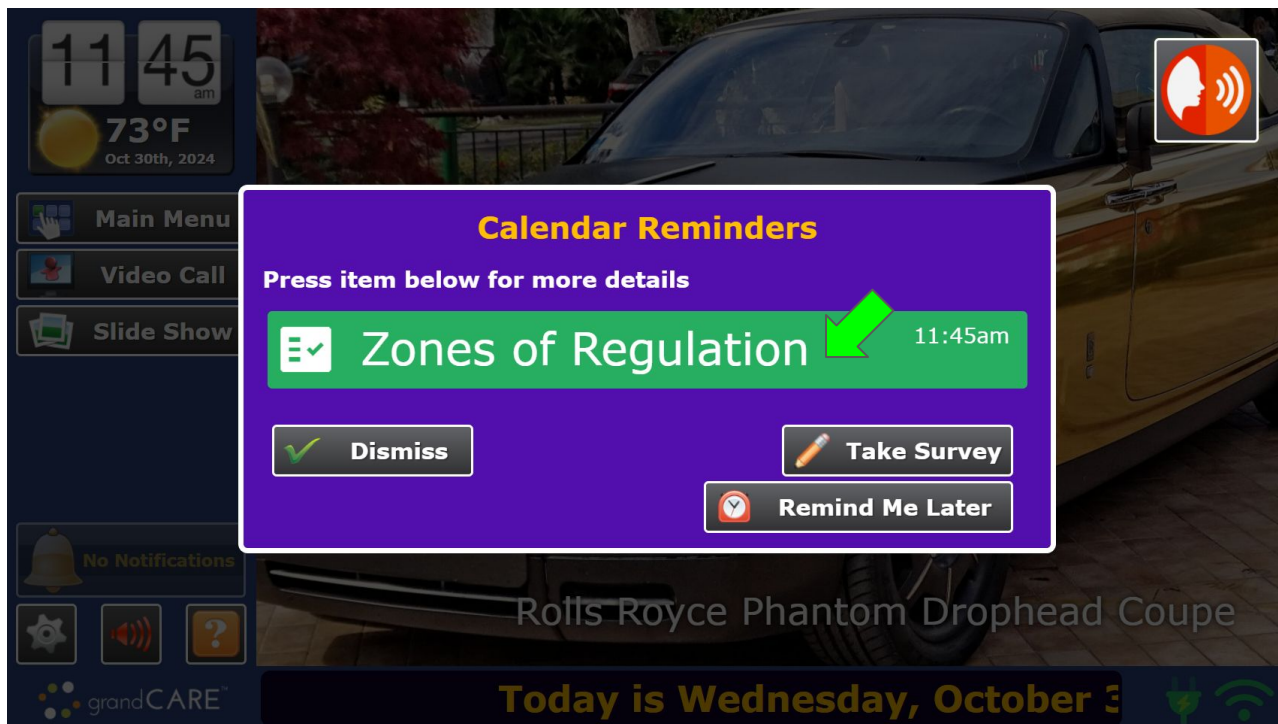 11 45
am
73°F
Oct 30th, 2024
Main Menu
Video Call
Slide Show
Calendar Reminders
Press item below for more details
Zones of Regulation
11:45am
Dismiss
Take Survey
Remind Me Later
No Notifications
?
Rolls Royce Phantom Drophead Coupe
grandCARE™
Today is Wednesday, October 3